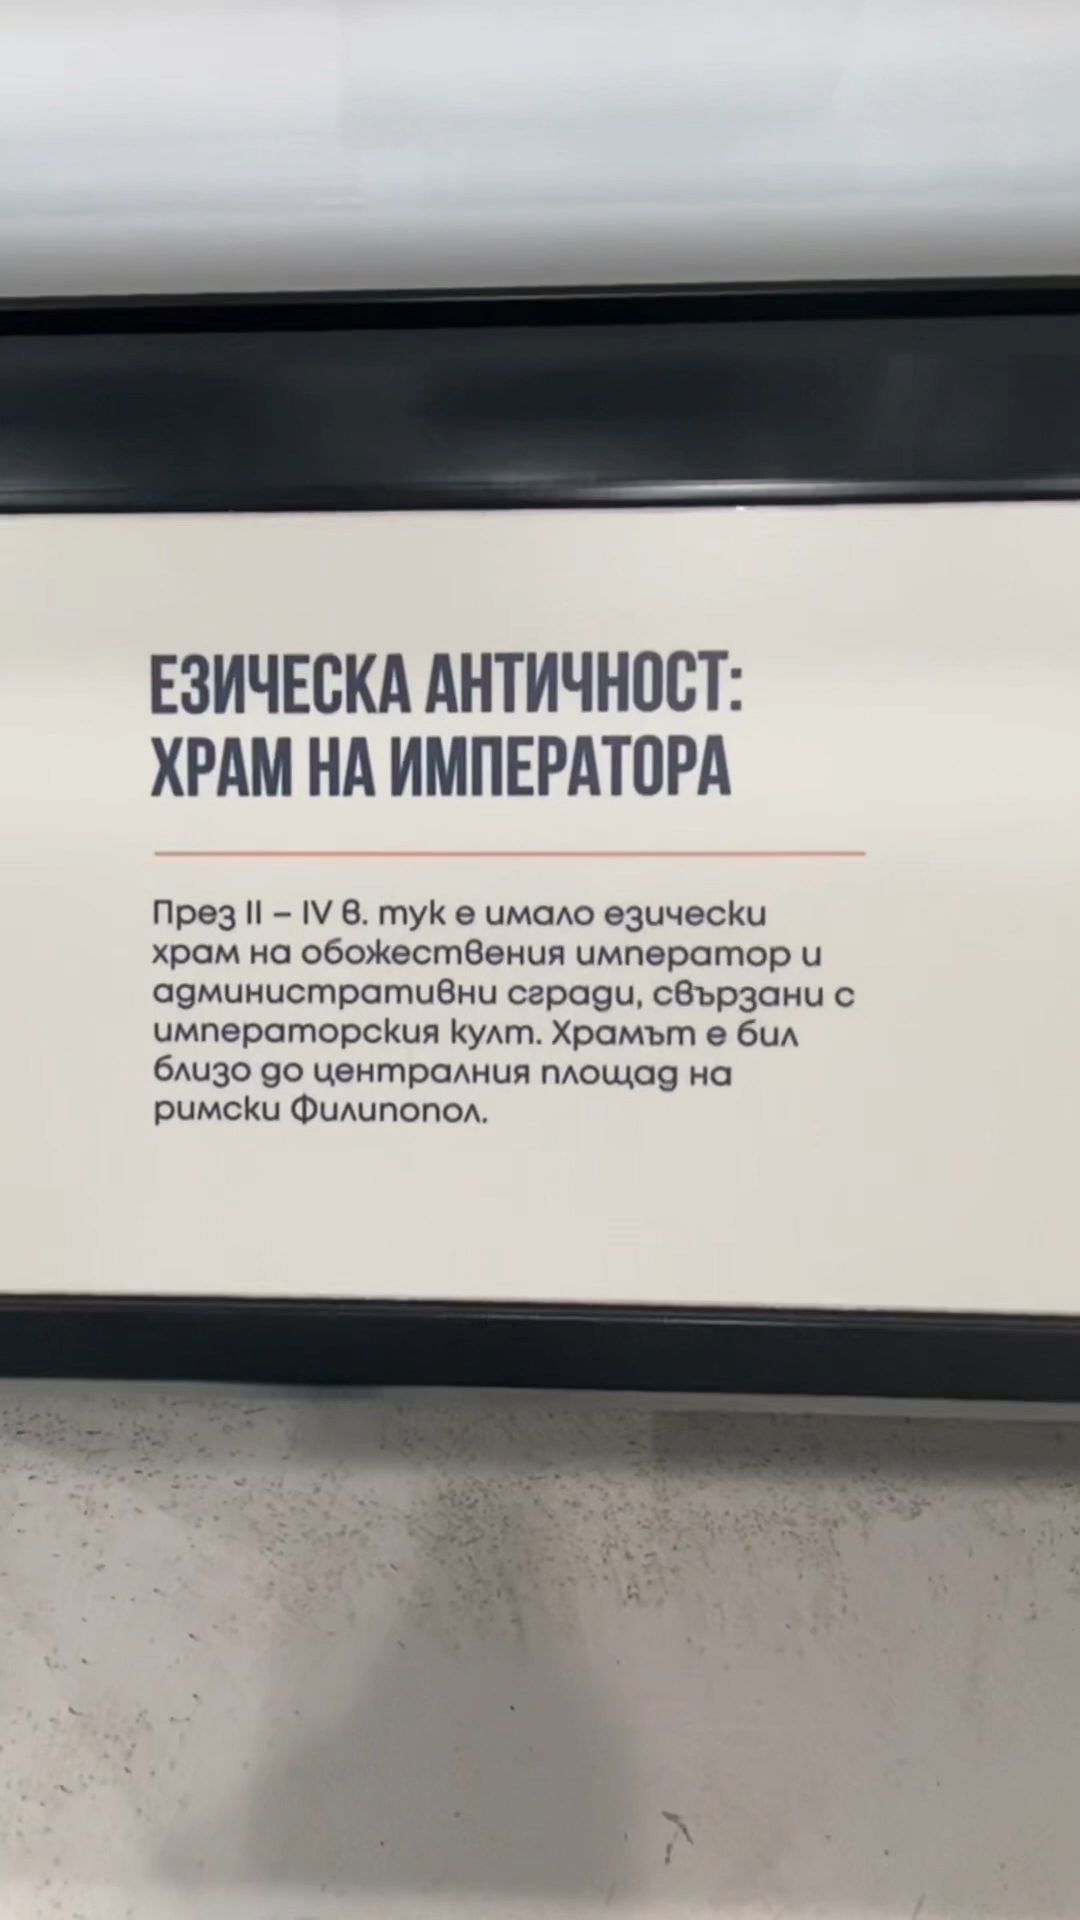 ЕЗИЧЕСКА АНТИЧНОСТ:
ХРАМ НА ИМПЕРАТОРА
През II – IV в. тук е имало езически
храм на обожествения император и
административни сгради, свързани с
императорския култ. Храмът е бил
близо до централния площад на
римски Филипопол.